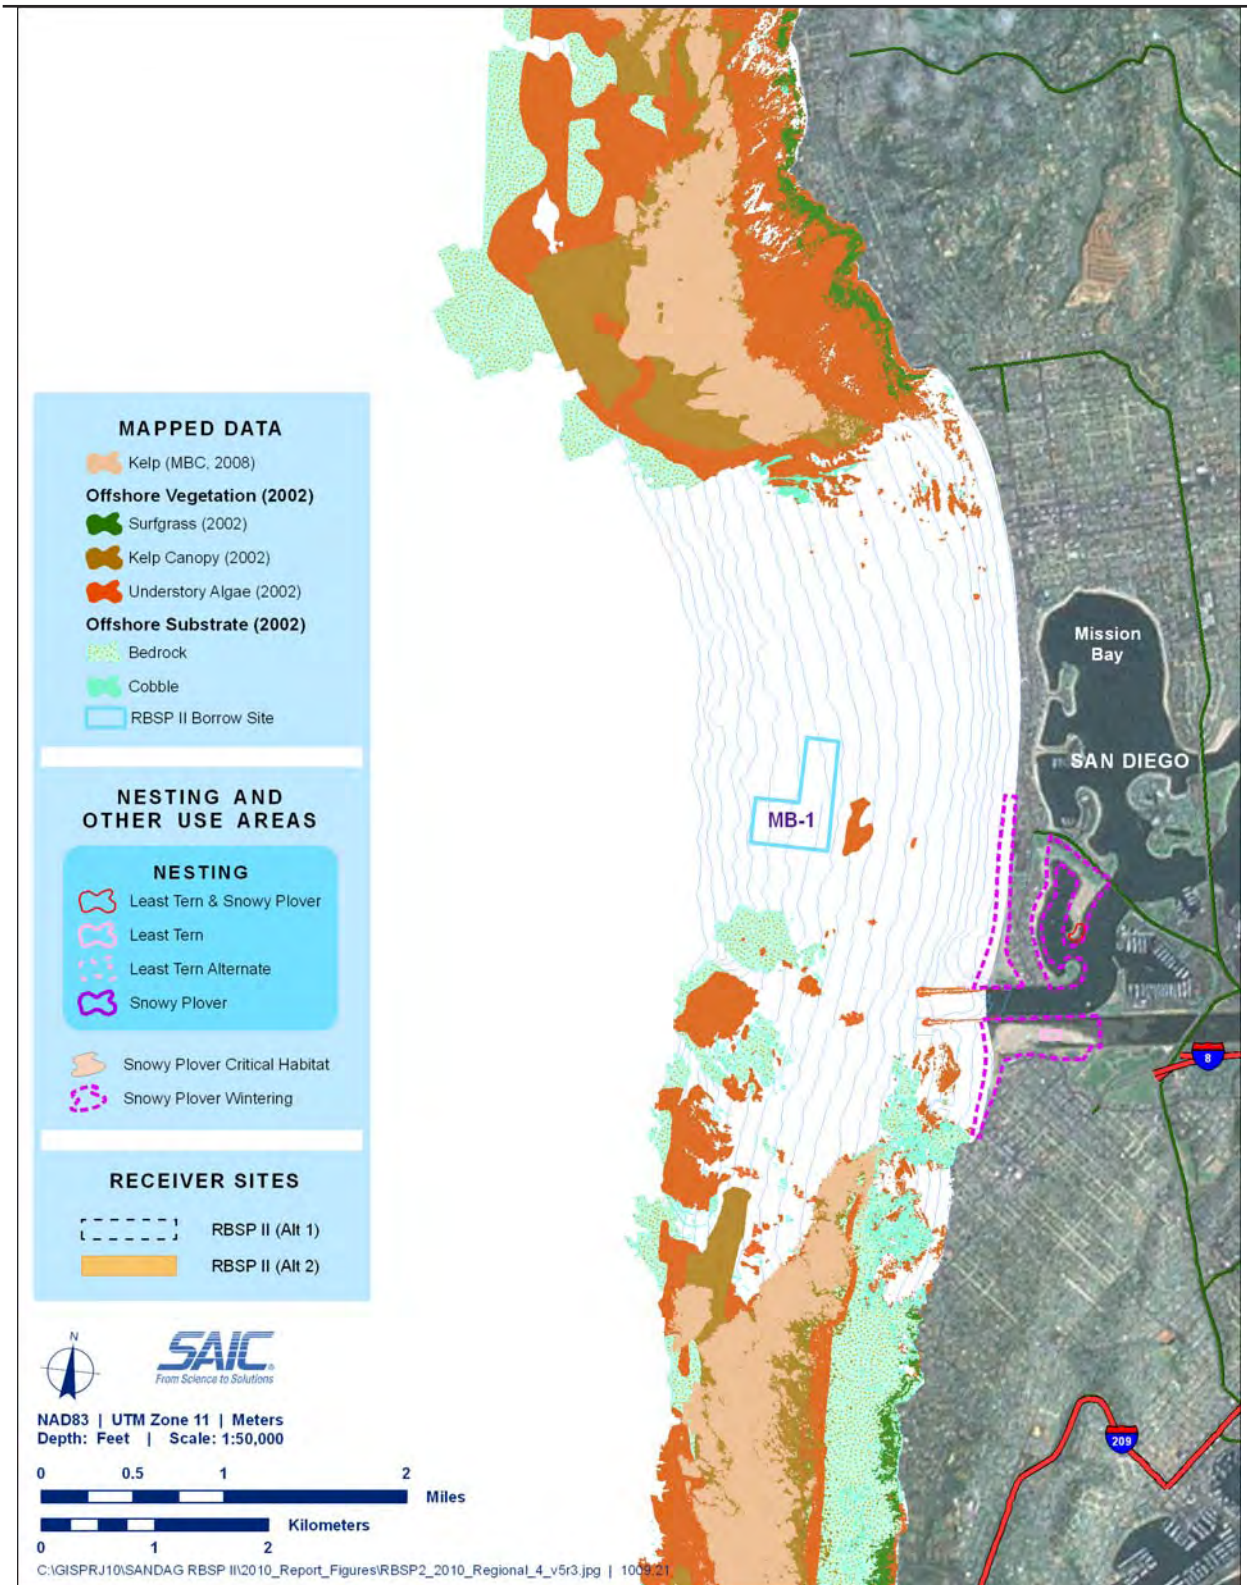 MAPPED DATA
Kelp (MBC, 2008)
Offshore Vegetation (2002)
Surfgrass (2002)
Kelp Canopy (2002)
Understory Algae (2002)
Offshore Substrate (2002)
Bedrock
Cobble
RBSP II Borrow Site
NESTING AND
OTHER USE AREAS
NESTING
Least Tern & Snowy Plover
Least Tern
Least Tern Alternate
Snowy Plover
Snowy Plover Critical Habitat
Snowy Plover Wintering
RECEIVER SITES
RBSP II (Alt 1)
RBSP II (Alt 2)
N
SAIC
From Science to Solutions
NAD83 | UTM Zone 11 | Meters
Depth: Feet | Scale: 1:50,000
0 0.5 1 2
Miles
Kilometers
0 1 2
C:\GISPRJ10\SANDAG RBSP II\2010_Report_Figures\RBSP2_2010_Regional_4_v5r3.jpg | 1009.21
Mission
Bay
SAN DIEGO
MB-1
8
209